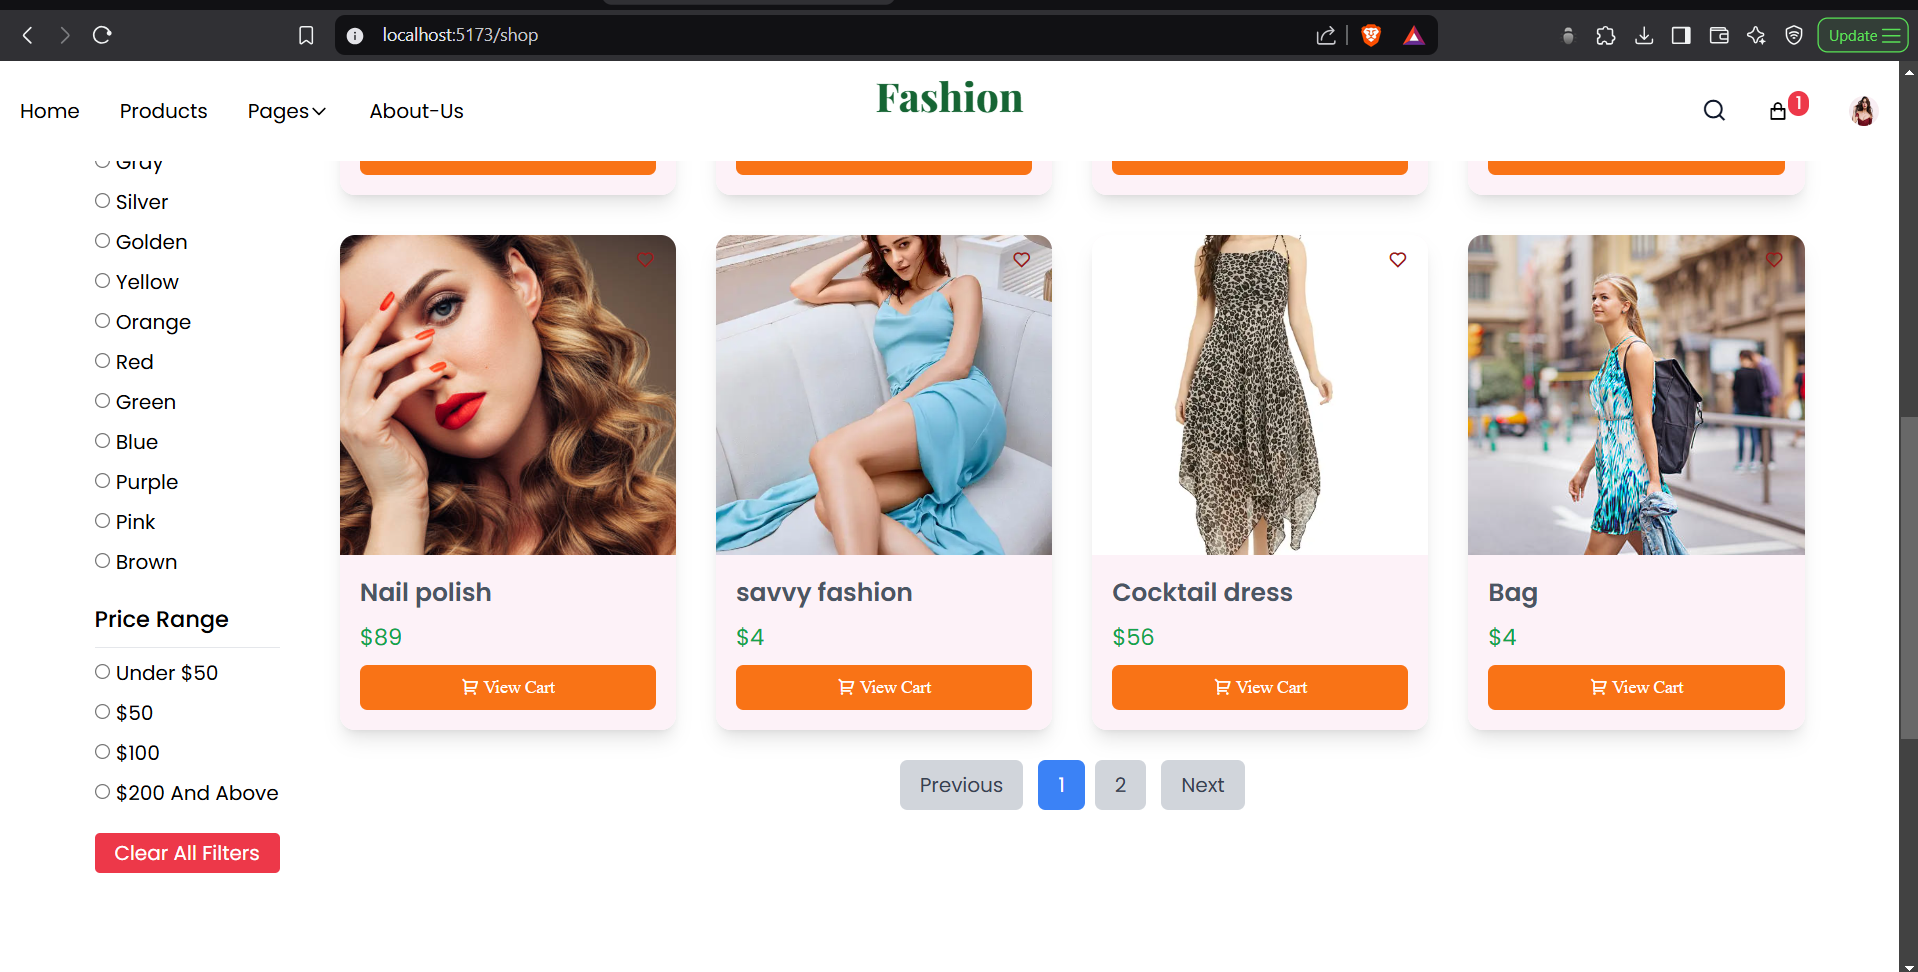 localhost:5173/shop
Update
Home
Products
Pages
About-Us
Fashion
1
Gray
Silver
Golden
Yellow
Orange
Red
Green
Blue
Purple
Pink
Brown
Price Range
Under $50
$50
$100
$200 And Above
Clear All Filters
Nail polish
$89
View Cart
savvy fashion
$4
View Cart
Cocktail dress
$56
View Cart
Bag
$4
View Cart
Previous
1
2
Next